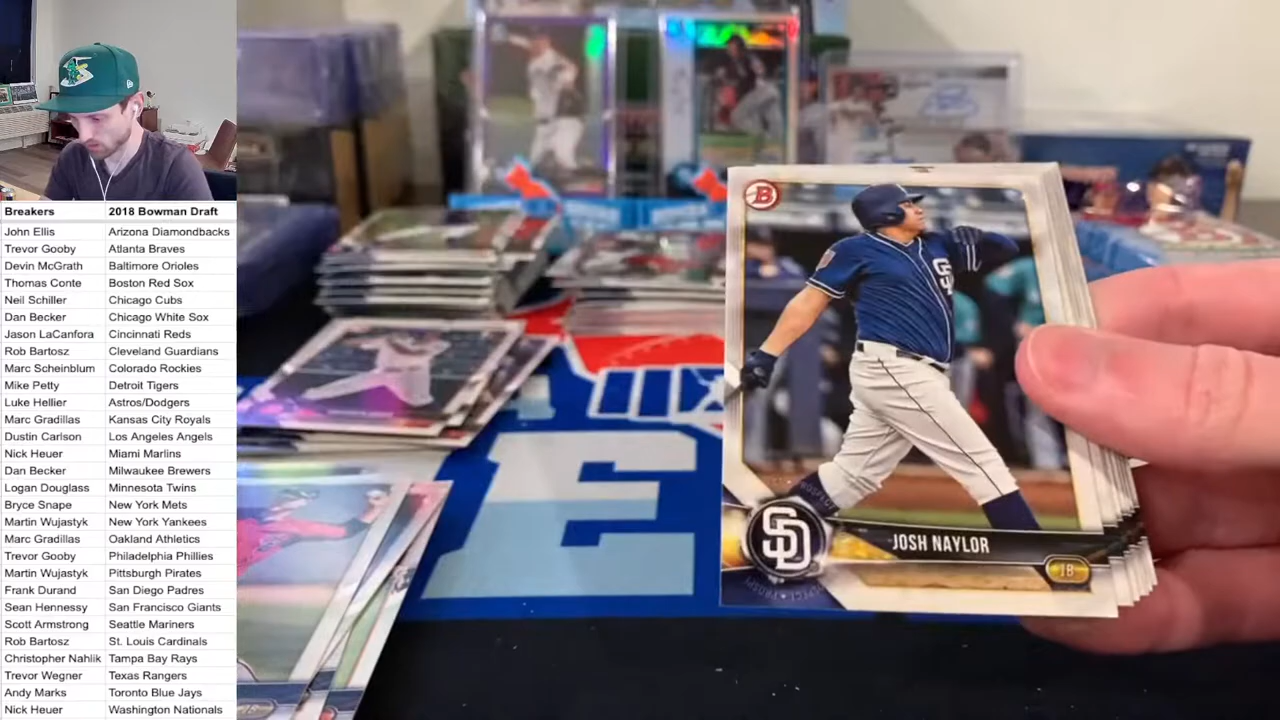 Breakers 2018 Bowman Draft
John Ellis Arizona Diamondbacks
Trevor Gooby Atlanta Braves
Devin McGrath Baltimore Orioles
Thomas Conte Boston Red Sox
Neil Schiller Chicago Cubs
Dan Becker Chicago White Sox
Jason LaCanfora Cincinnati Reds
Rob Bartosz Cleveland Guardians
Marc Scheinblum Colorado Rockies
Mike Petty Detroit Tigers
Luke Hellier Astros/Dodgers
Marc Gradillas Kansas City Royals
Dustin Carlson Los Angeles Angels
Nick Heuer Miami Marlins
Dan Becker Milwaukee Brewers
Logan Douglass Minnesota Twins
Bryce Snape New York Mets
Martin Wujastyk New York Yankees
Marc Gradillas Oakland Athletics
Trevor Gooby Philadelphia Phillies
Martin Wujastyk Pittsburgh Pirates
Frank Durand San Diego Padres
Sean Hennessy San Francisco Giants
Scott Armstrong Seattle Mariners
Rob Bartosz St. Louis Cardinals
Christopher Nahlik Tampa Bay Rays
Trevor Wegner Texas Rangers
Andy Marks Toronto Blue Jays
Nick Heuer Washington Nationals
B
SD
SD
JOSH NAYLOR
1B
E